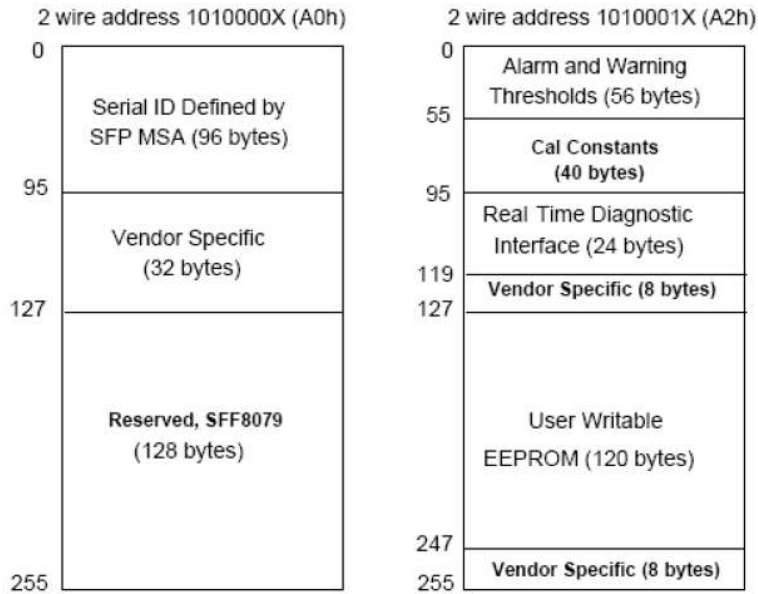 2 wire address 1010000X (A0h)
0
Serial ID Defined by
SFP MSA (96 bytes)
95
Vendor Specific
(32 bytes)
127
Reserved, SFF8079
(128 bytes)
255
2 wire address 1010001X (A2h)
0
Alarm and Warning
Thresholds (56 bytes)
55
Cal Constants
(40 bytes)
95
Real Time Diagnostic
Interface (24 bytes)
119
Vendor Specific (8 bytes)
127
User Writable
EEPROM (120 bytes)
247
Vendor Specific (8 bytes)
255